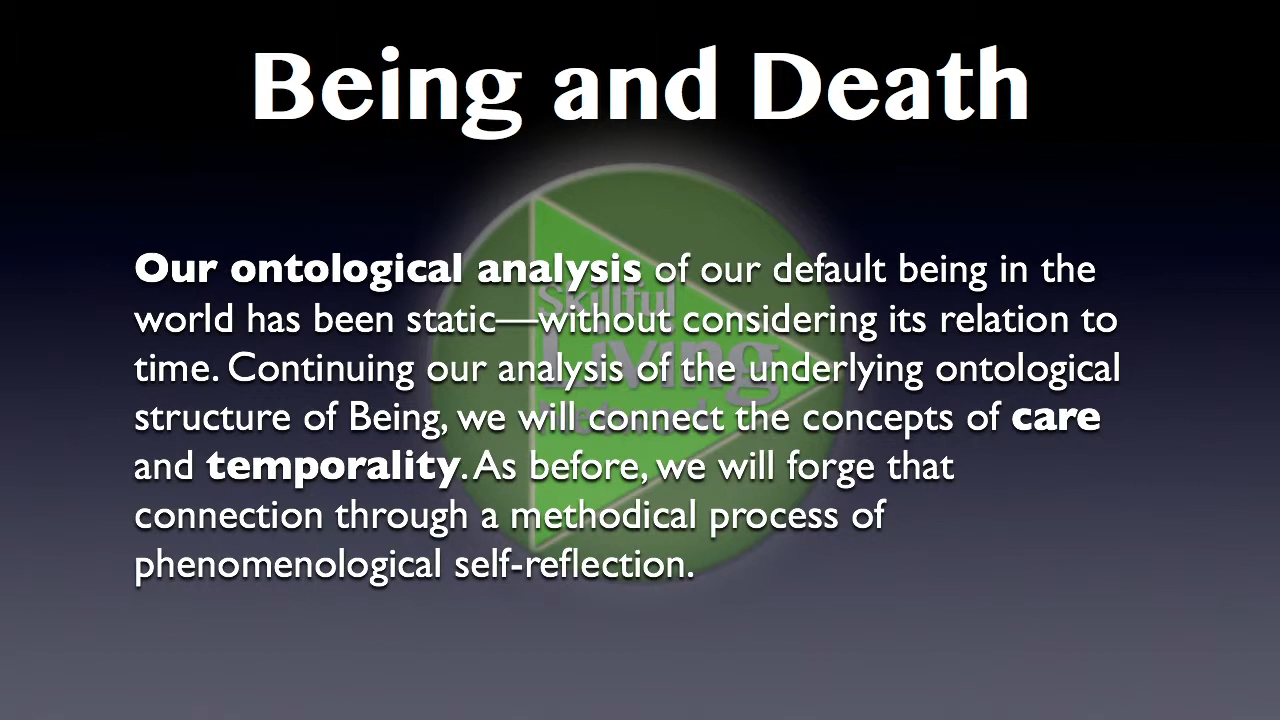 Being and Death
Our ontological analysis of our default being in the
world has been static—without considering its relation to
time. Continuing our analysis of the underlying ontological
structure of Being, we will connect the concepts of care
and temporality. As before, we will forge that
connection through a methodical process of
phenomenological self-reflection.
Skillful
Living